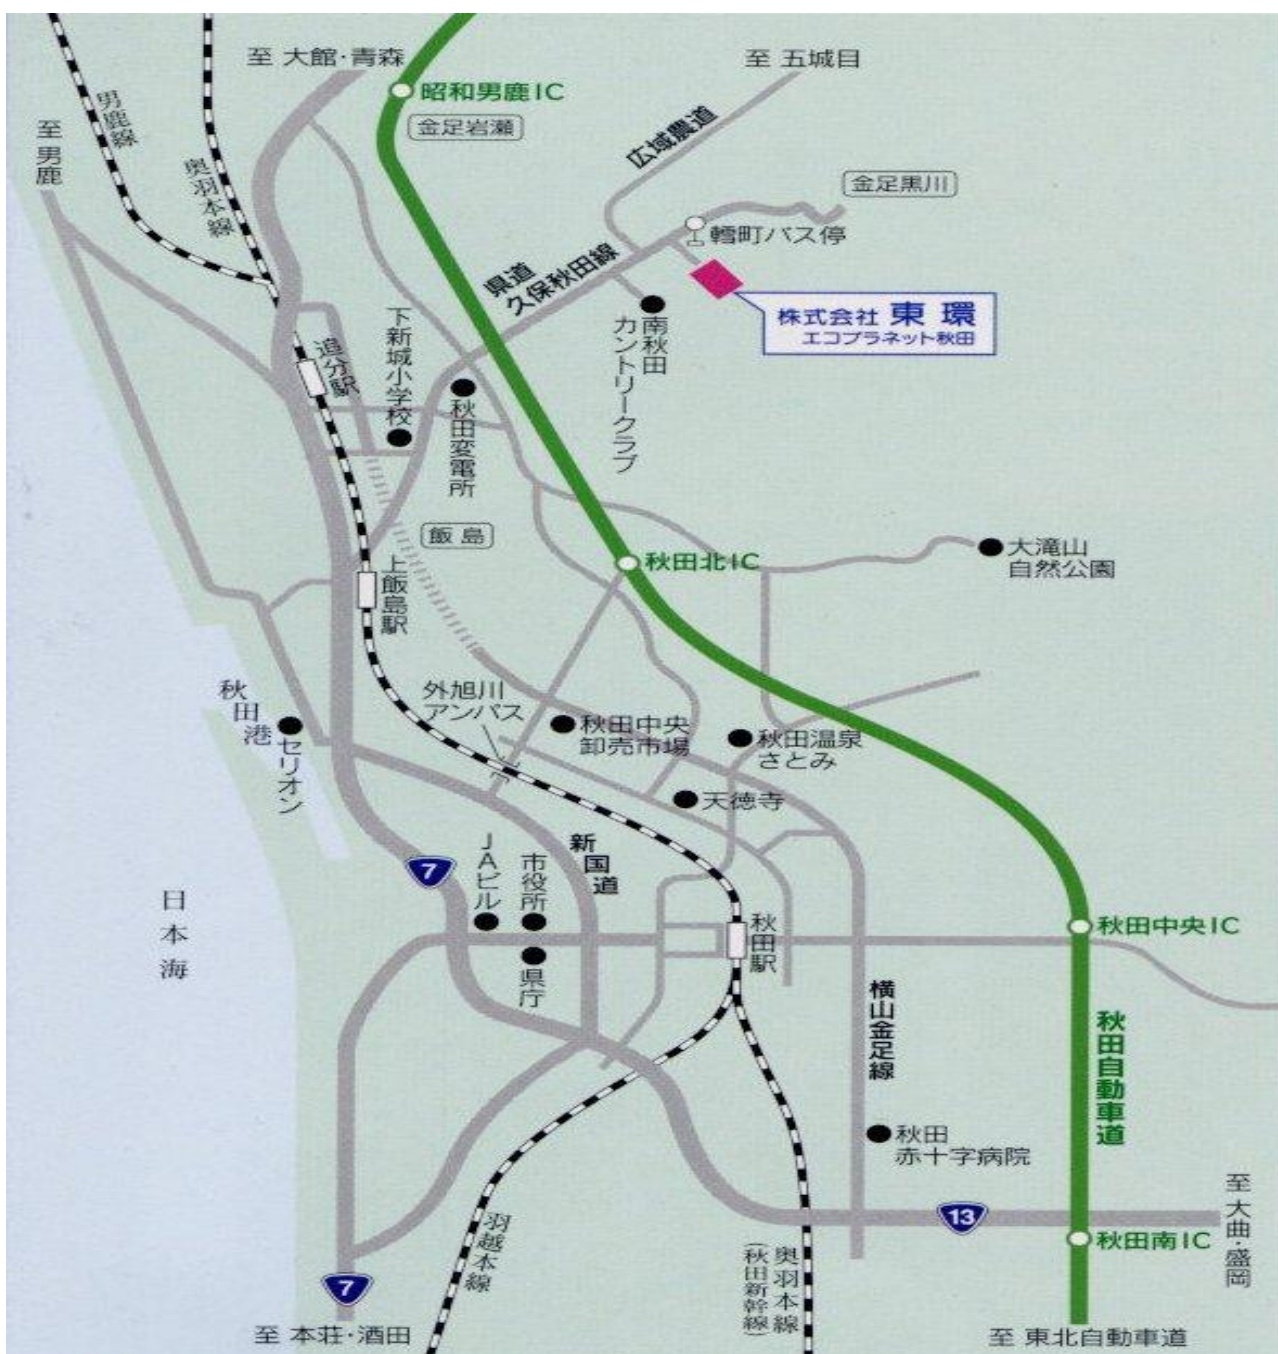 至 大館・青森
至 五城目
昭和男鹿IC
金足岩瀬
男鹿線
至男鹿
奥羽本線
広域農道
金足黒川
轌町バス停
県道
久保秋田線
株式会社 東環
エコプラネット秋田
南秋田
カントリークラブ
下新城小学校
追分駅
秋田変電所
飯島
上飯島駅
秋田北IC
大滝山
自然公園
外旭川
アンパス
秋田中央
卸売市場
秋田温泉
さとみ
秋田港
セリオン
天徳寺
7
JAビル
市役所
新国道
県庁
秋田駅
秋田中央IC
日本海
横山金足線
秋田自動車道
秋田
赤十字病院
13
至大曲・盛岡
秋田南IC
羽越本線
奥羽本線
(秋田新幹線)
7
至 本荘・酒田
至 東北自動車道